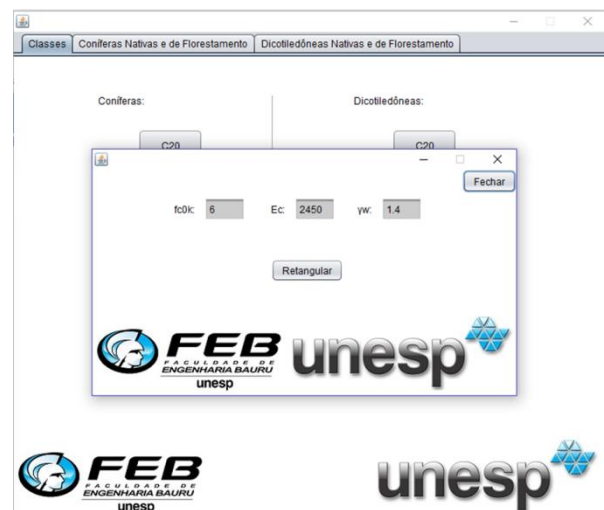 Classes Coníferas Nativas e de Florestamento Dicotiledôneas Nativas e de Florestamento
Coníferas: Dicotiledôneas:
C20 C20
Fechar
fc0k: 6 Ec: 2450 γw: 1.4
Retangular
FEB unesp
FACULDADE DE
ENGENHARIA BAURU
unesp
FEB unesp
FACULDADE DE
ENGENHARIA BAURU
unesp